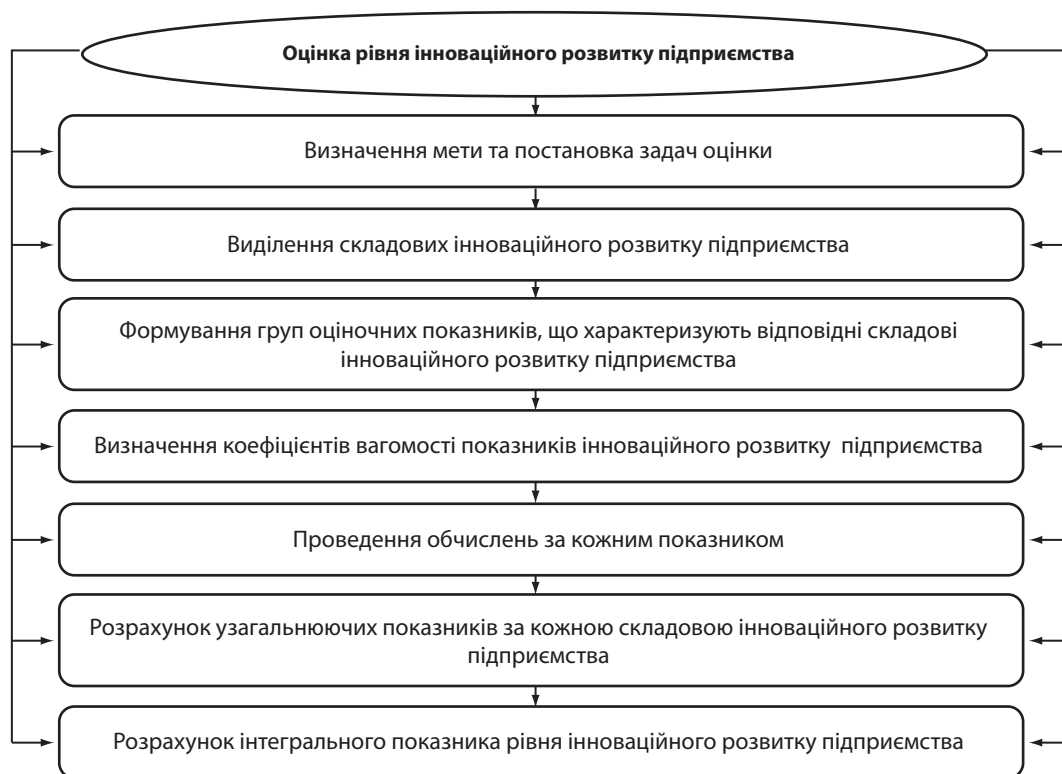 Оцінка рівня інноваційного розвитку підприємства
Визначення мети та постановка задач оцінки
Виділення складових інноваційного розвитку підприємства
Формування груп оціночних показників, що характеризують відповідні складові
інноваційного розвитку підприємства
Визначення коефіцієнтів вагомості показників інноваційного розвитку підприємства
Проведення обчислень за кожним показником
Розрахунок узагальнюючих показників за кожною складовою інноваційного розвитку
підприємства
Розрахунок інтегрального показника рівня інноваційного розвитку підприємства